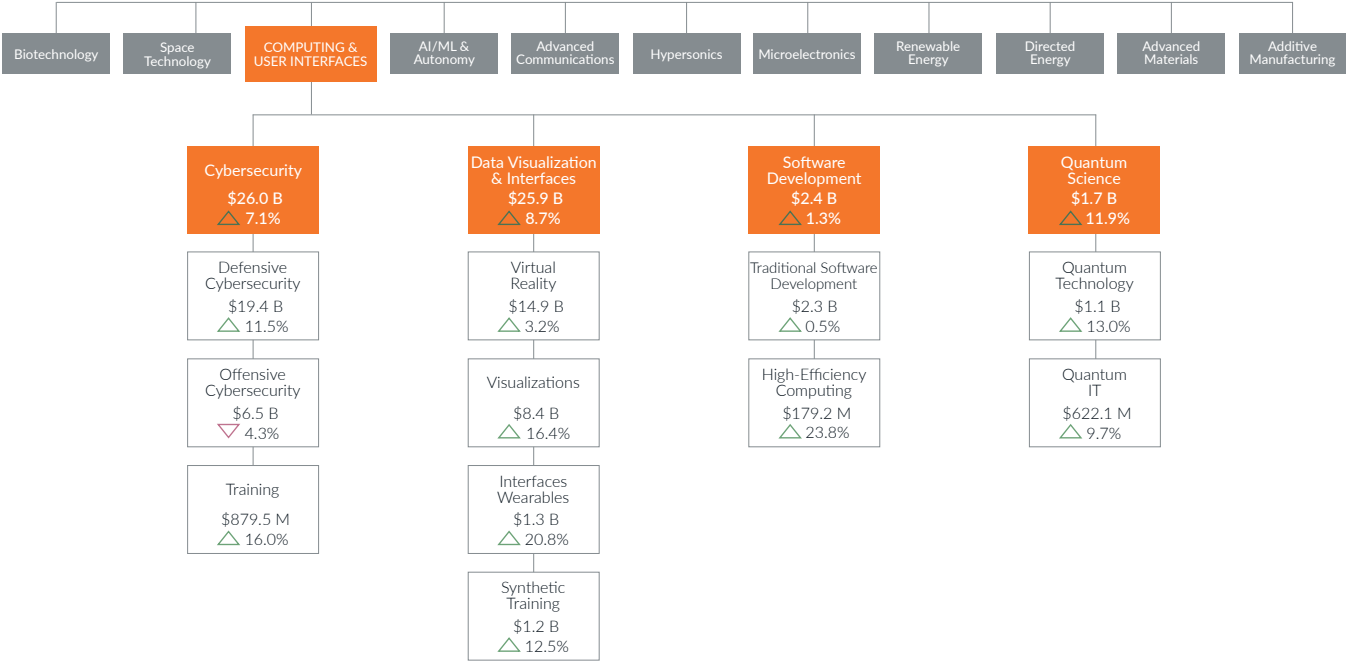 Biotechnology
Space
Technology
COMPUTING &
USER INTERFACES
AI/ML &
Autonomy
Advanced
Communications
Hypersonics
Microelectronics
Renewable
Energy
Directed
Energy
Advanced
Materials
Additive
Manufacturing
Cybersecurity
$26.0 B
7.1%
Defensive
Cybersecurity
$19.4 B
11.5%
Offensive
Cybersecurity
$6.5 B
4.3%
Training
$879.5 M
16.0%
Data Visualization
& Interfaces
$25.9 B
8.7%
Virtual
Reality
$14.9 B
3.2%
Visualizations
$8.4 B
16.4%
Interfaces
Wearables
$1.3 B
20.8%
Synthetic
Training
$1.2 B
12.5%
Software
Development
$2.4 B
1.3%
Traditional Software
Development
$2.3 B
0.5%
High-Efficiency
Computing
$179.2 M
23.8%
Quantum
Science
$1.7 B
11.9%
Quantum
Technology
$1.1 B
13.0%
Quantum
IT
$622.1 M
9.7%